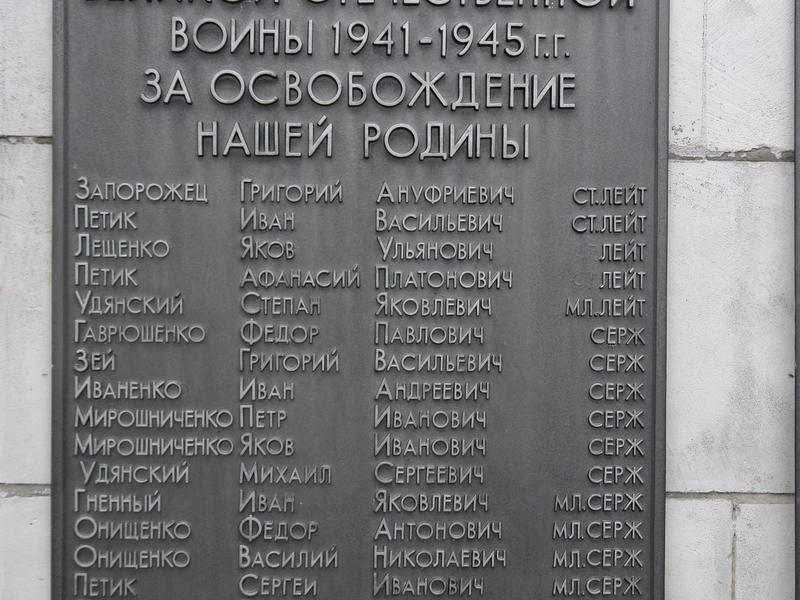 ВЕЛИКОЙ ОТЕЧЕСТВЕННОЙ
ВОЙНЫ 1941-1945 г.г.
ЗА ОСВОБОЖДЕНИЕ
НАШЕЙ РОДИНЫ
ЗАПОРОЖЕЦ ГРИГОРИЙ АНУФРИЕВИЧ СТ.ЛЕЙТ
ПЕТИК ИВАН ВАСИЛЬЕВИЧ СТ.ЛЕЙТ
ЛЕЩЕНКО ЯКОВ УЛЬЯНОВИЧ ЛЕЙТ
ПЕТИК АФАНАСИЙ ПЛАТОНОВИЧ ЛЕЙТ
УДЯНСКИЙ СТЕПАН ЯКОВЛЕВИЧ МЛ.ЛЕЙТ
ГАВРЮШЕНКО ФЕДОР ПАВЛОВИЧ СЕРЖ
ЗЕЙ ГРИГОРИЙ ВАСИЛЬЕВИЧ СЕРЖ
ИВАНЕНКО ИВАН АНДРЕЕВИЧ СЕРЖ
МИРОШНИЧЕНКО ПЕТР ИВАНОВИЧ СЕРЖ
МИРОШНИЧЕНКО ЯКОВ ИВАНОВИЧ СЕРЖ
УДЯНСКИЙ МИХАИЛ СЕРГЕЕВИЧ СЕРЖ
ГНЕННЫЙ ИВАН ЯКОВЛЕВИЧ МЛ.СЕРЖ
ОНИЩЕНКО ФЕДОР АНТОНОВИЧ МЛ.СЕРЖ
ОНИЩЕНКО ВАСИЛИЙ НИКОЛАЕВИЧ МЛ.СЕРЖ
ПЕТИК СЕРГЕИ ИВАНОВИЧ МЛ.СЕРЖ